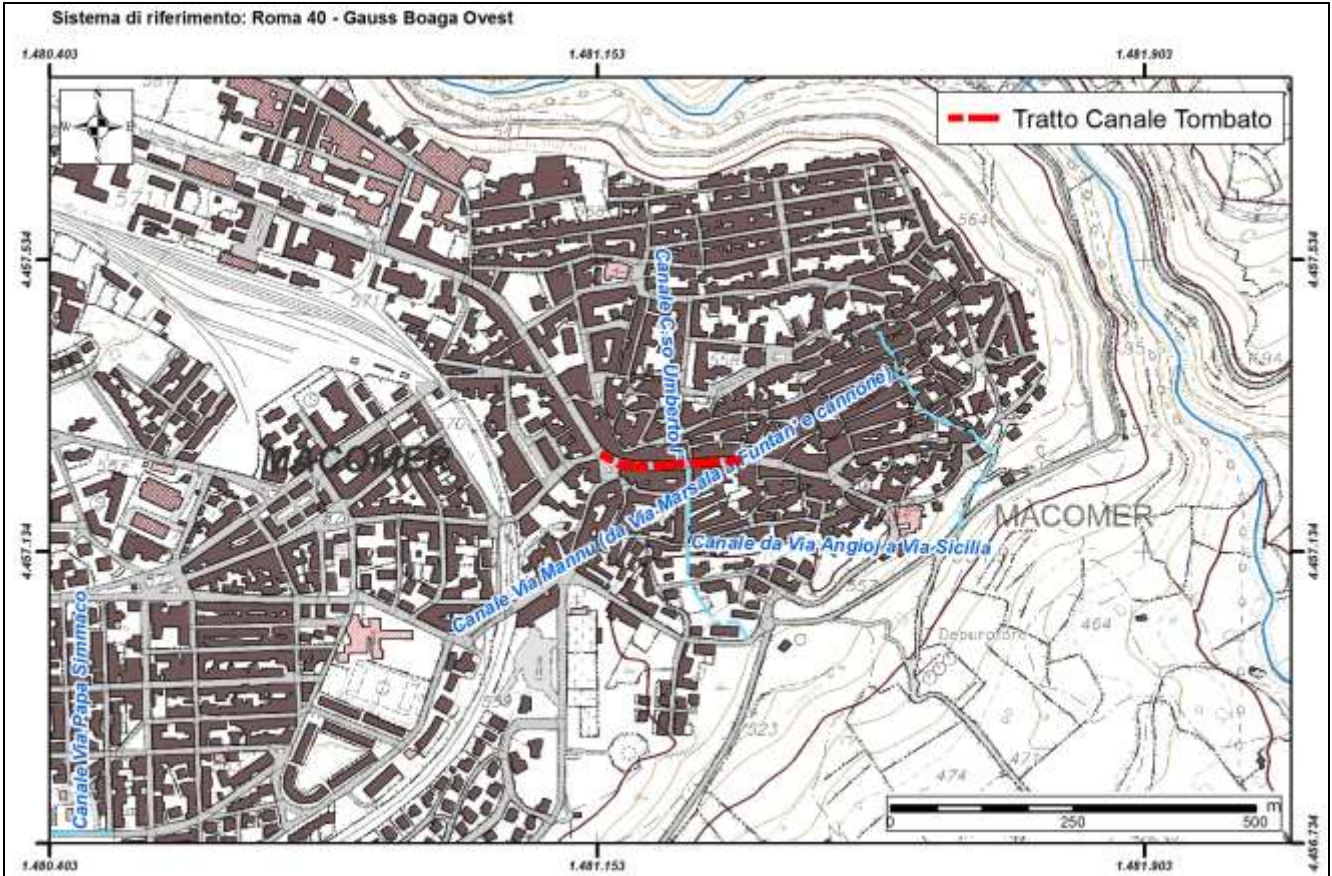 Sistema di riferimento: Roma 40 - Gauss Boaga Ovest
1.480.403
1.481.153
1.481.903
N
W
E
Tratto Canale Tombato
4.457.534
4.457.534
564
571
Canale C.so Umberto I
MACOMER
MACOMER
Canale Via Mannu (da Via Marsala a Funtan' e cannone)
Canale da Via Angioj a Via Sicilia
4.457.134
4.457.134
Canale Via Papa Simmaco
Depuratore
464
559
523
474
0
250
500
m
4.456.734
1.480.403
1.481.153
1.481.903